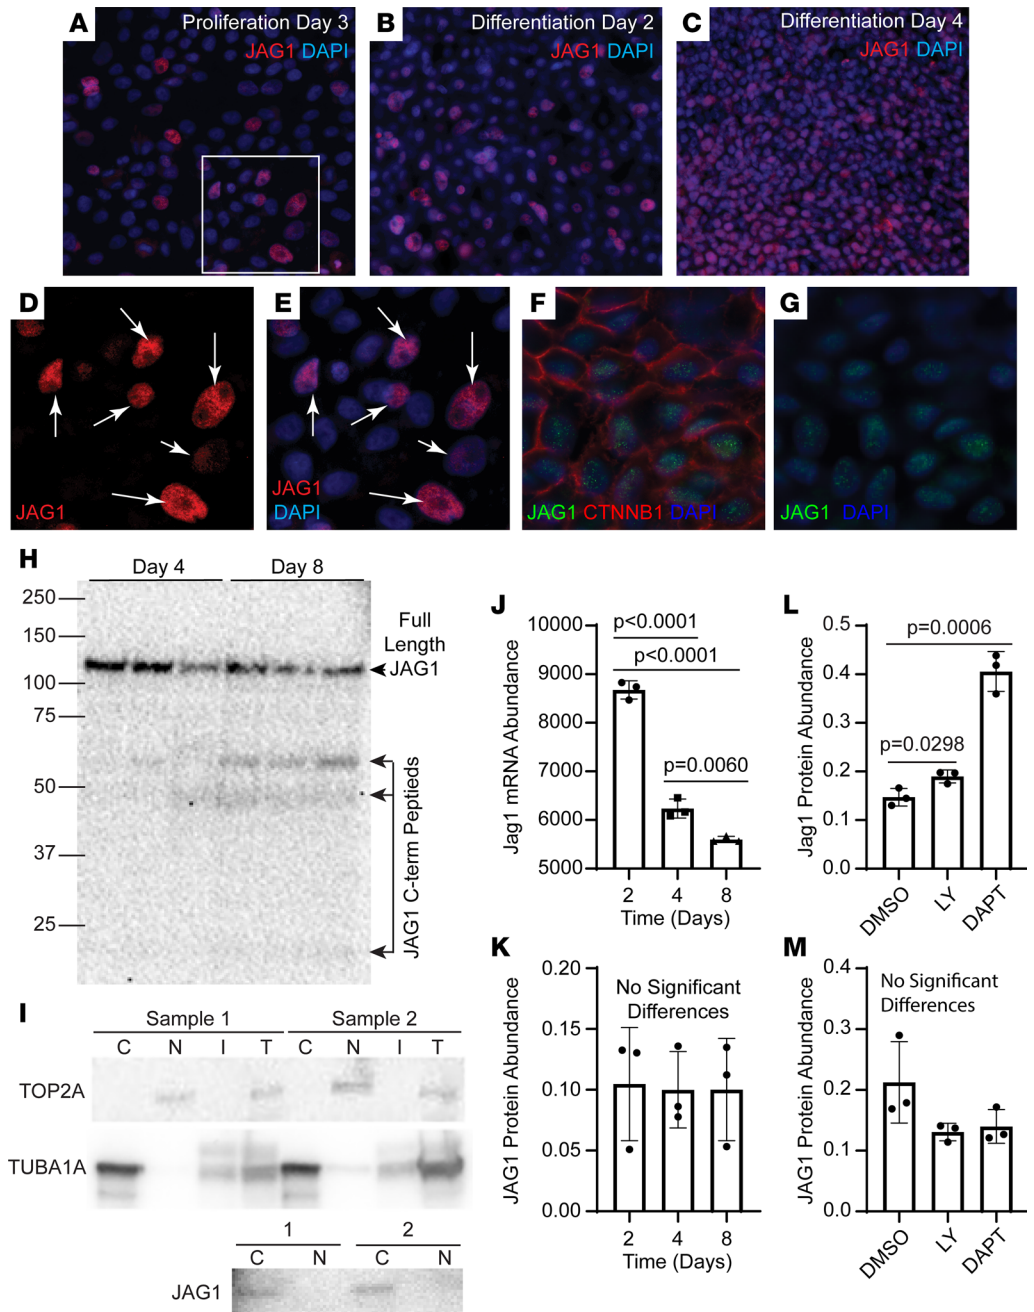 A
Proliferation Day 3
JAG1 DAPI
B
Differentiation Day 2
JAG1 DAPI
C
Differentiation Day 4
JAG1 DAPI
D
JAG1
E
JAG1
DAPI
F
JAG1 CTNNB1 DAPI
G
JAG1 DAPI
H
Day 4
Day 8
250
150
100
75
50
37
25
Full
Length
JAG1
JAG1 C-term Peptieds
I
Sample 1
Sample 2
C N I T C N I T
TOP2A
TUBA1A
1 2
C N C N
JAG1
J
Jag1 mRNA Abundance
10000
9000
8000
7000
6000
5000
p<0.0001
p<0.0001
p=0.0060
2 4 8
Time (Days)
K
JAG1 Protein Abundance
0.20
0.15
0.10
0.05
0.00
No Significant
Differences
2 4 8
Time (Days)
L
Jag1 Protein Abundance
0.5
0.4
0.3
0.2
0.1
0.0
p=0.0006
p=0.0298
DMSO
LY
DAPT
M
JAG1 Protein Abundance
0.4
0.3
0.2
0.1
0.0
No Significant
Differences
DMSO
LY
DAPT